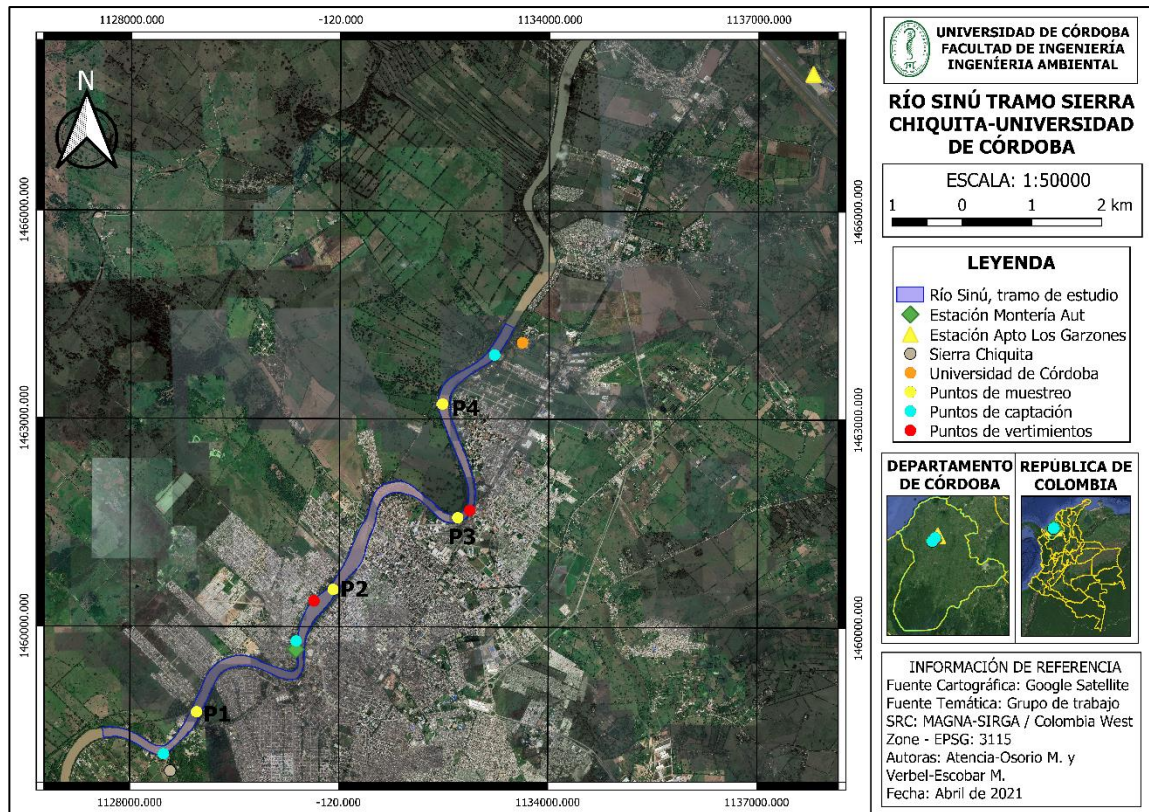 1128000.000 -120.000 1134000.000 1137000.000
N
1466000.000
1463000.000
1460000.000
P4
P3
P2
P1
1466000.000
1463000.000
1460000.000
1128000.000 -120.000 1134000.000 1137000.000
UNIVERSIDAD DE CÓRDOBA
FACULTAD DE INGENIERÍA
INGENÍERIA AMBIENTAL
RÍO SINÚ TRAMO SIERRA
CHIQUITA-UNIVERSIDAD
DE CÓRDOBA
ESCALA: 1:50000
1 0 1 2 km
LEYENDA
Río Sinú, tramo de estudio
Estación Montería Aut
Estación Apto Los Garzones
Sierra Chiquita
Universidad de Córdoba
Puntos de muestreo
Puntos de captación
Puntos de vertimientos
DEPARTAMENTO
DE CÓRDOBA
REPÚBLICA DE
COLOMBIA
INFORMACIÓN DE REFERENCIA
Fuente Cartográfica: Google Satellite
Fuente Temática: Grupo de trabajo
SRC: MAGNA-SIRGA / Colombia West
Zone - EPSG: 3115
Autoras: Atencia-Osorio M. y
Verbel-Escobar M.
Fecha: Abril de 2021